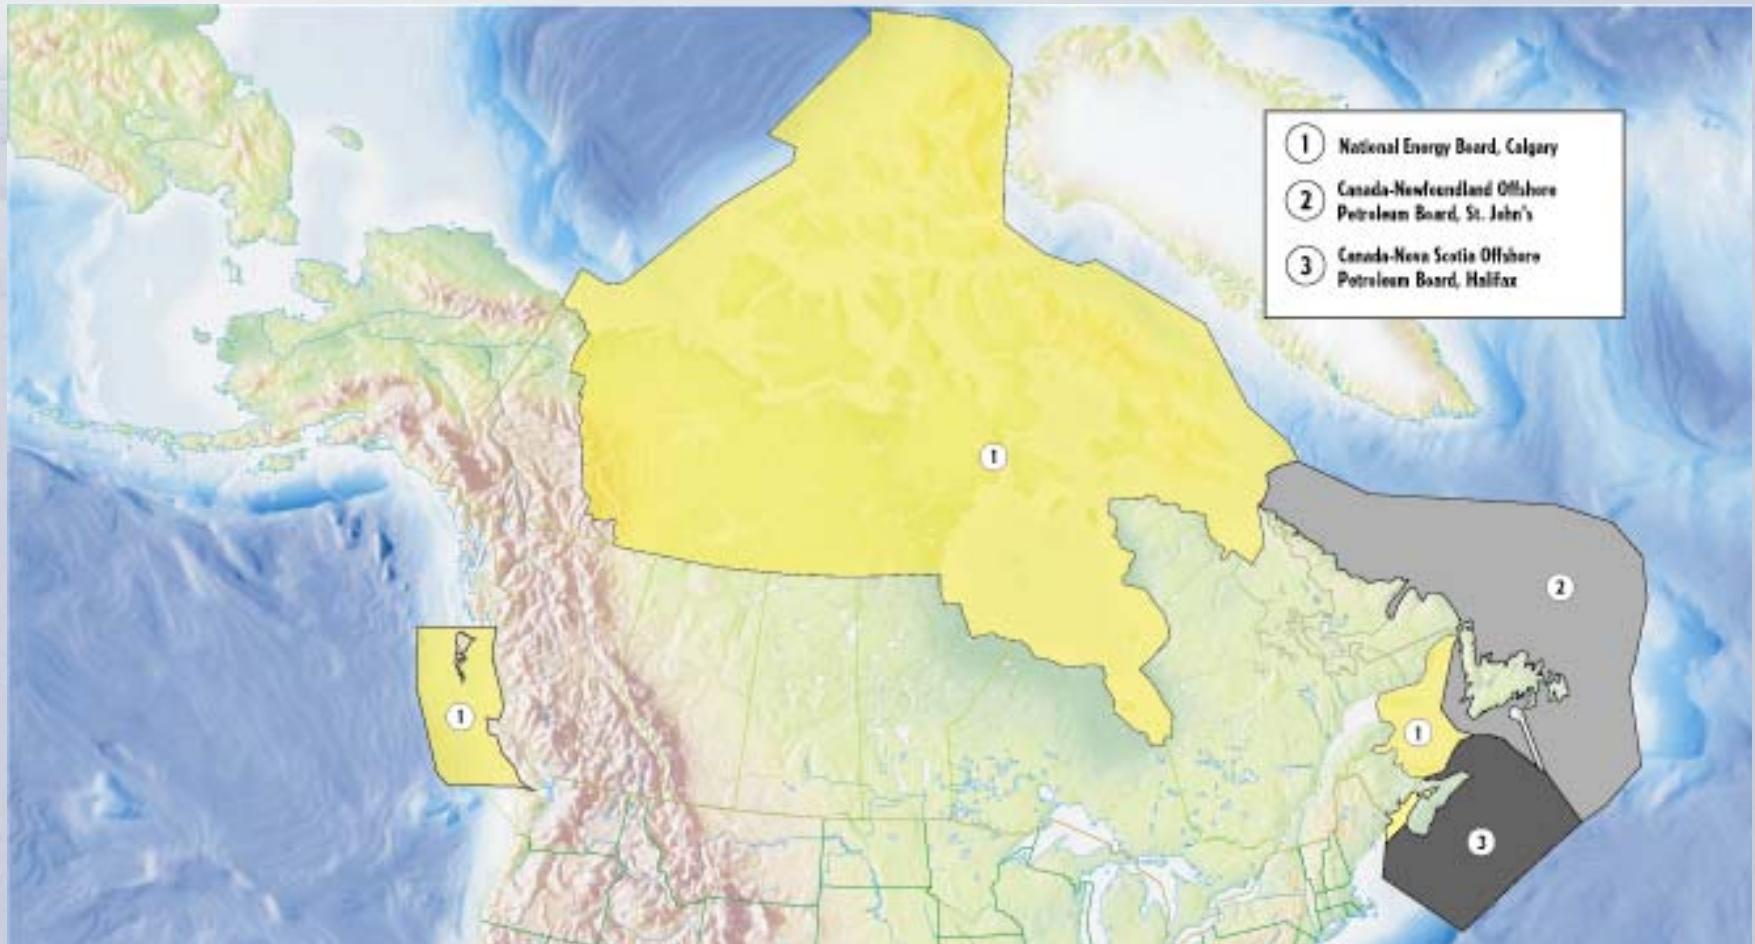 1 National Energy Board, Calgary
2 Canada-Newfoundland Offshore
Petroleum Board, St. John's
3 Canada-Nova Scotia Offshore
Petroleum Board, Halifax
1
2
1
1
3